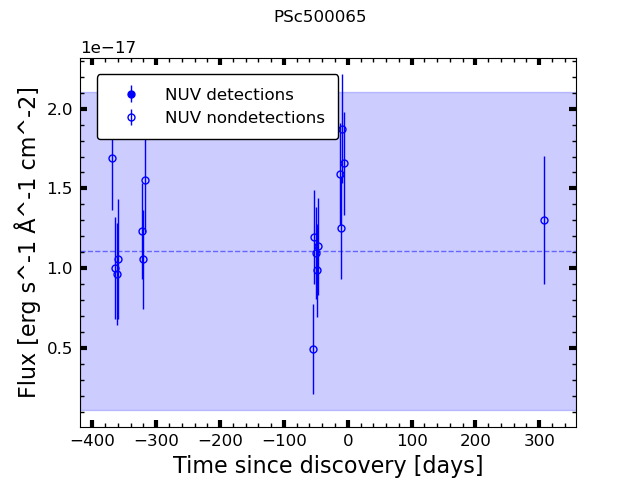 PSc500065
1e−17
NUV detections
NUV nondetections
2.0
1.5
1.0
0.5
Flux [erg s^-1 Å^-1 cm^-2]
−400 −300 −200 −100 0 100 200 300
Time since discovery [days]